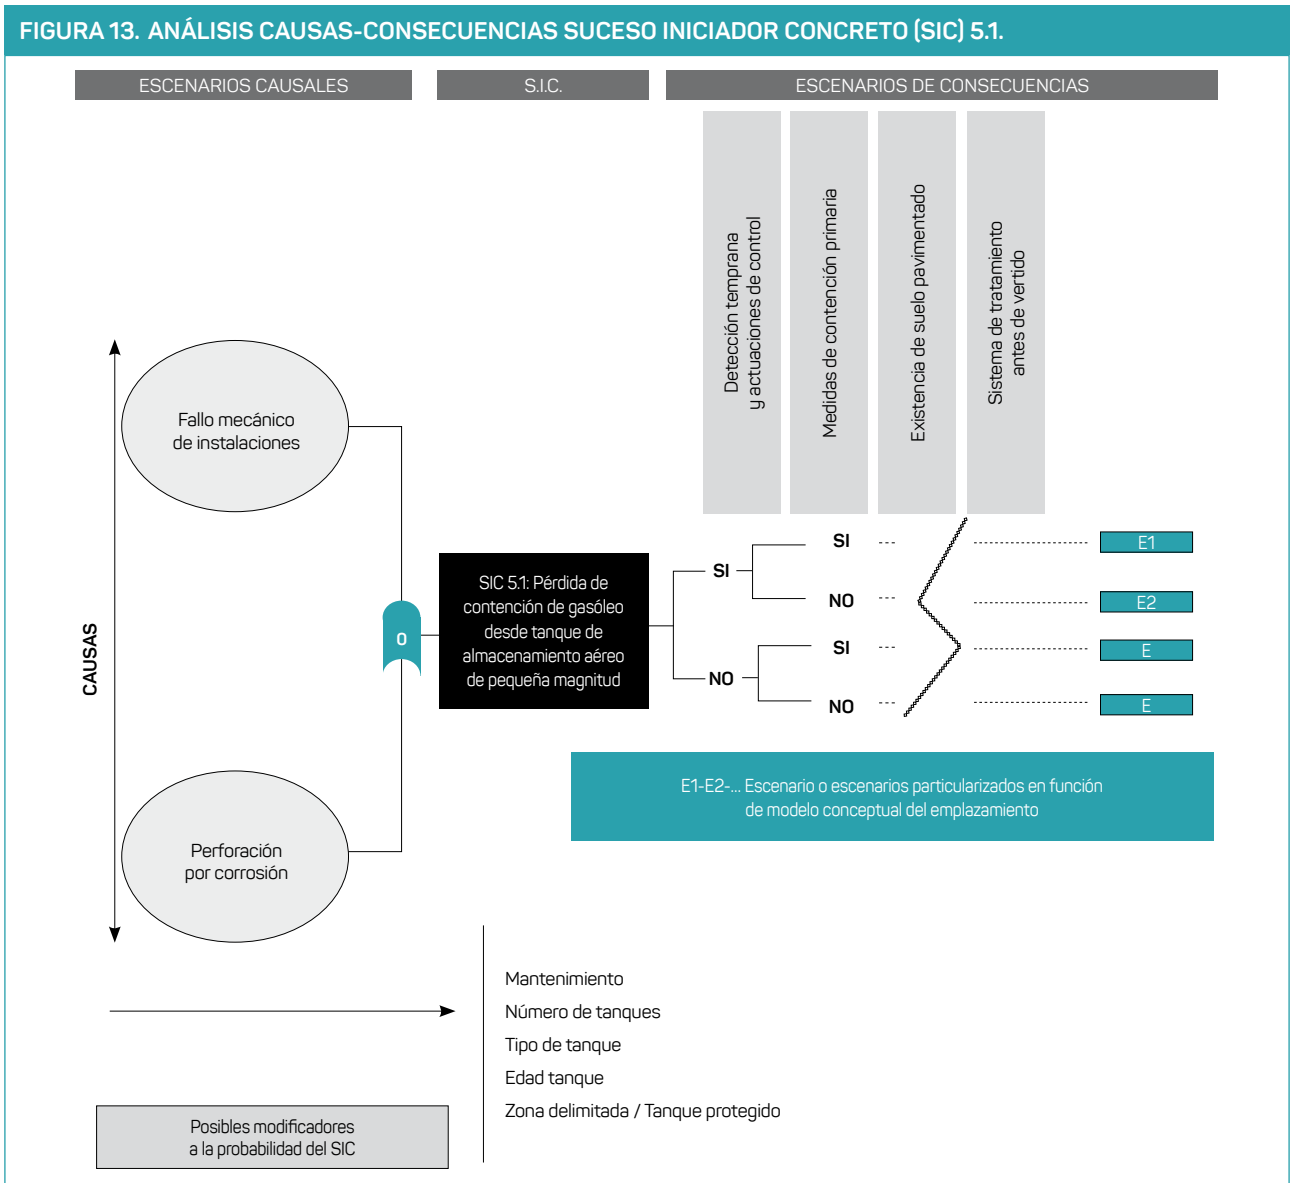 FIGURA 13. ANÁLISIS CAUSAS-CONSECUENCIAS SUCESO INICIADOR CONCRETO (SIC) 5.1.
ESCENARIOS CAUSALES
S.I.C.
ESCENARIOS DE CONSECUENCIAS
Detección temprana
y actuaciones de control
Medidas de contención primaria
Existencia de suelo pavimentado
Sistema de tratamiento
antes de vertido
CAUSAS
Fallo mecánico
de instalaciones
Perforación
por corrosión
O
SIC 5.1: Pérdida de
contención de gasóleo
desde tanque de
almacenamiento aéreo
de pequeña magnitud
SI
NO
SI
NO
SI
NO
E1
E2
E
E
E1-E2-... Escenario o escenarios particularizados en función
de modelo conceptual del emplazamiento
Mantenimiento
Número de tanques
Tipo de tanque
Edad tanque
Zona delimitada / Tanque protegido
Posibles modificadores
a la probabilidad del SIC